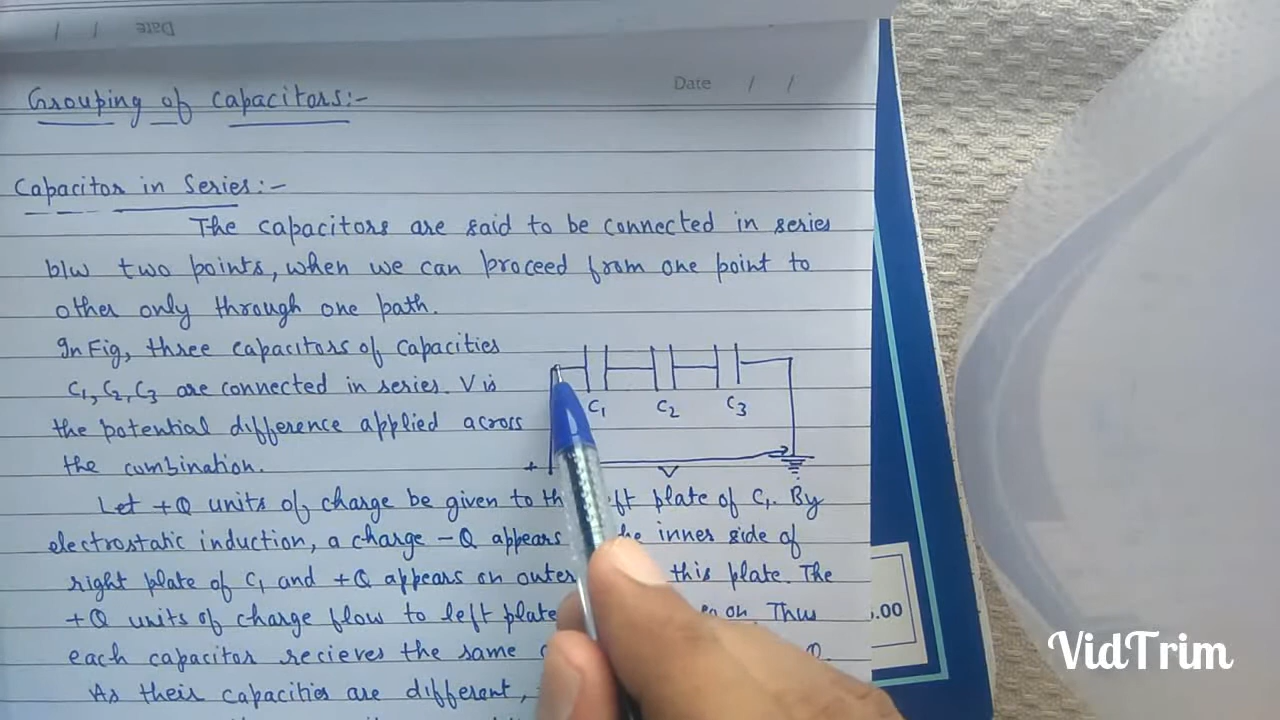 / / Date
Date / /
Grouping of capacitors:-
Capacitor in Series:-
The capacitors are said to be connected in series
b/w two points, when we can proceed from one point to
other only through one path.
In Fig, three capacitors of capacities
C1, C2, C3 are connected in series. V is
the potential difference applied across
the combination.
C1 C2 C3
+ V
Let +Q units of charge be given to th ft plate of C1. By
electrostatic induction, a charge -Q appears he inner side of
right plate of C1 and +Q appears on outer this plate. The
+Q units of charge flow to left plate on. Thus
each capacitor recieves the same Q.
As their capacities are different,
.00
VidTrim